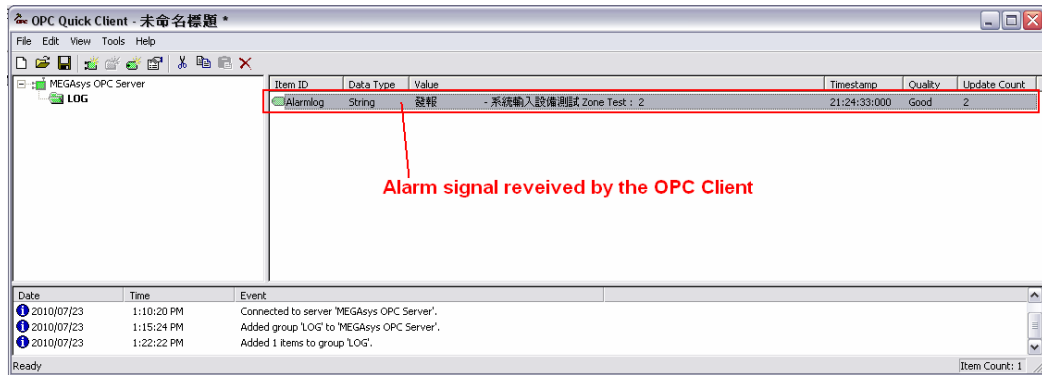 OPC Quick Client - 未命名標題 *
File Edit View Tools Help
MEGAsys OPC Server
LOG
Item ID Data Type Value Timestamp Quality Update Count
Alarmlog String 發報 - 系統輸入設備測試 Zone Test : 2 21:24:33:000 Good 2
Alarm signal reveived by the OPC Client
Date Time Event
2010/07/23 1:10:20 PM Connected to server 'MEGAsys OPC Server'.
2010/07/23 1:15:24 PM Added group 'LOG' to 'MEGAsys OPC Server'.
2010/07/23 1:22:22 PM Added 1 items to group 'LOG'.
Ready Item Count: 1